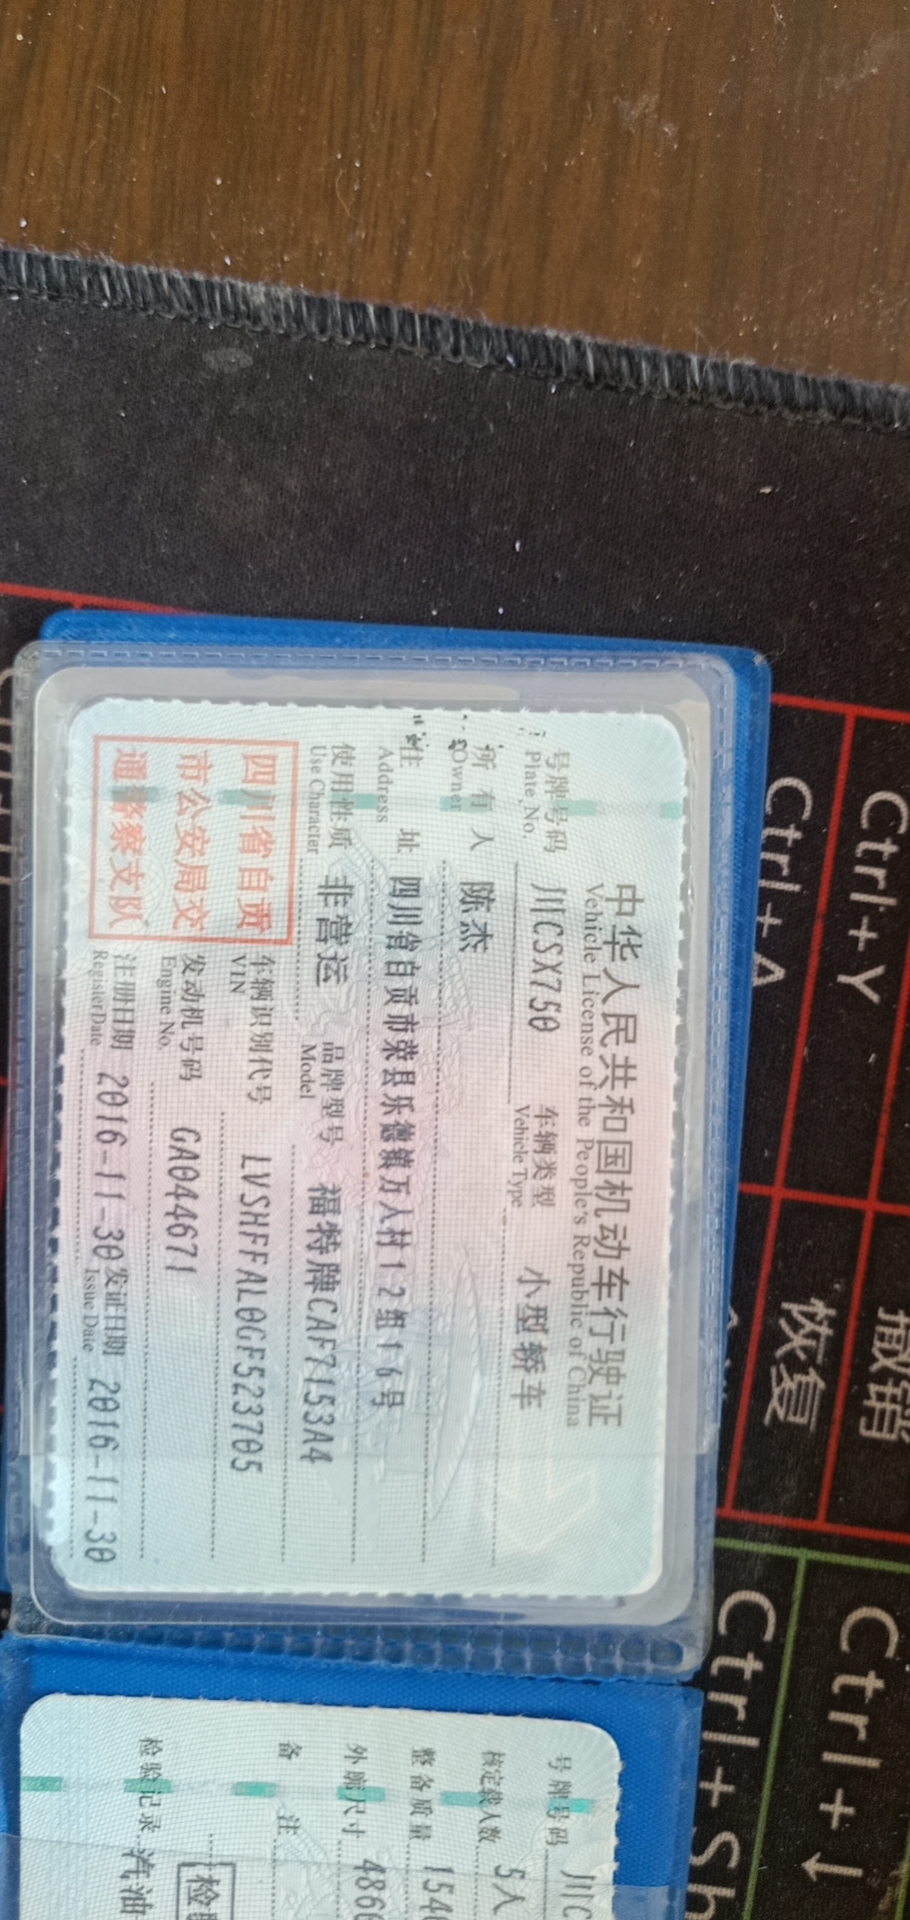 中华人民共和国机动车行驶证
Vehicle License of the People's Republic of China
号牌号码 川CSX750 车辆类型 小型轿车
Plate No. Vehicle Type
所有人 陈杰
Owner
住址 四川省自贡市荣县乐德镇万人村12组16号
Address
使用性质 非营运 品牌型号 福特牌CAF7153A4
Use Character Model
四川省自贡
市公安局交
通警察支队
车辆识别代号 LVSHFFAL0GF523705
VIN
发动机号码 GA04671
Engine No.
注册日期 2016-11-30 发证日期 2016-11-30
Register Date Issue Date
号牌号码 川C
核定载人数 5人
整备质量 154
外廓尺寸 486
备注
检验记录 汽油
检
Ctrl+Y 撤销
Ctrl+A 恢复
Ctrl+↓
Ctrl+Sh